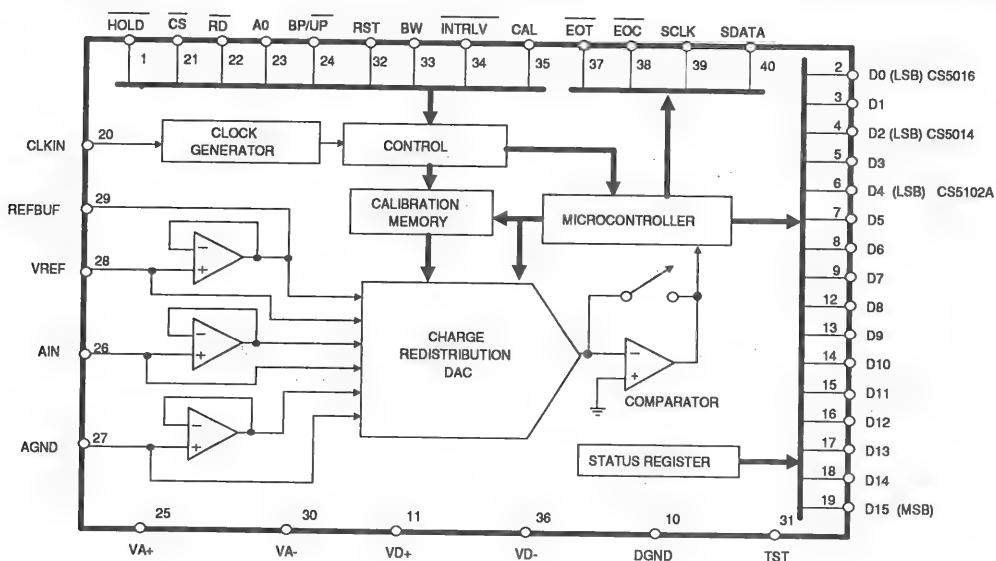 HOLD CS RD A0 BP/UP RST BW INTRLV CAL EOT EOC SCLK SDATA
1 21 22 23 24 32 33 34 35 37 38 39 40
2 D0 (LSB) CS5016
3 D1
4 D2 (LSB) CS5014
5 D3
6 D4 (LSB) CS5102A
7 D5
8 D6
9 D7
12 D8
13 D9
14 D10
15 D11
16 D12
17 D13
18 D14
19 D15 (MSB)
CLKIN 20
CLOCK
GENERATOR
CONTROL
REFBUF 29
CALIBRATION
MEMORY
MICROCONTROLLER
VREF 28
- +
AIN 26
- +
AGND 27
- +
CHARGE
REDISTRIBUTION
DAC
- +
COMPARATOR
STATUS REGISTER
25 30 11 36 10 31
VA+ VA- VD+ VD- DGND TST